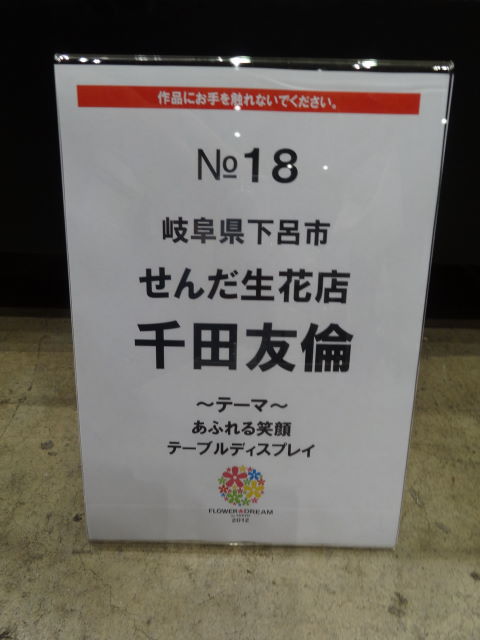 作品にお手を触れないでください。
№18
岐阜県下呂市
せんだ生花店
千田友倫
～テーマ～
あふれる笑顔
テーブルディスプレイ
FLOWER&DREAM
2012